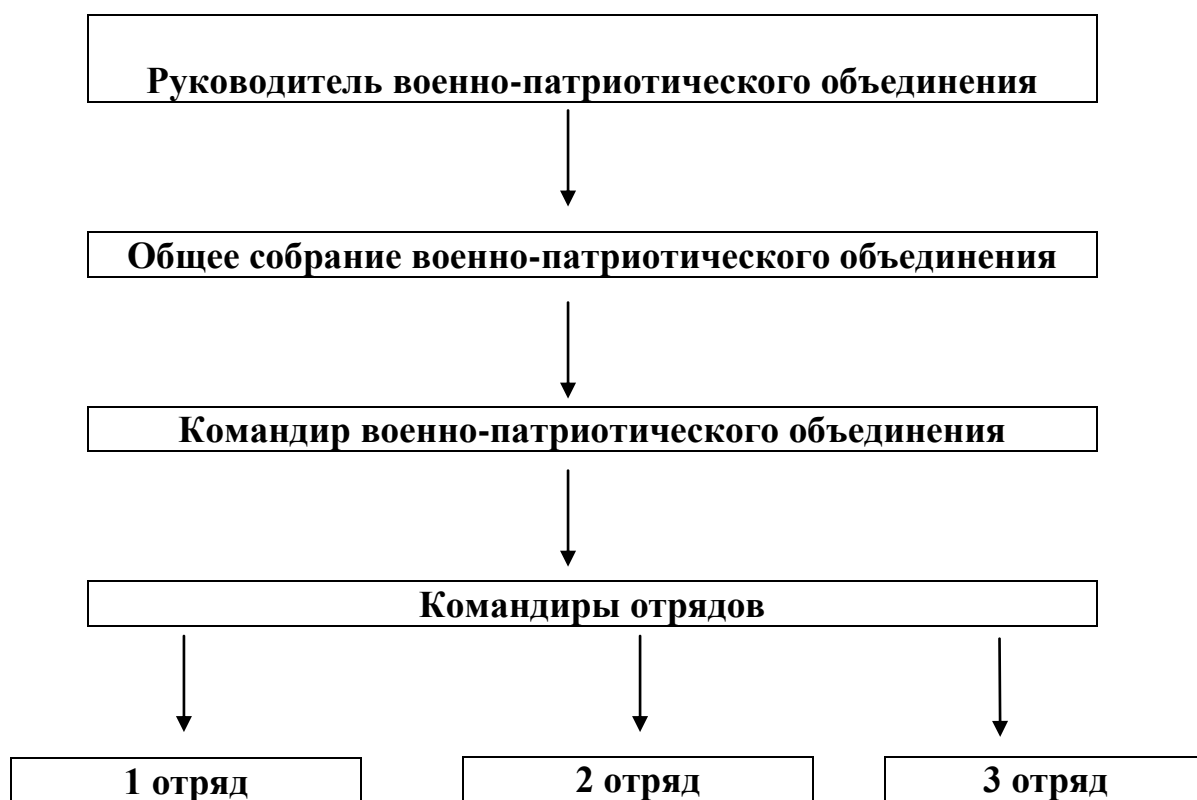 Руководитель военно-патриотического объединения
Общее собрание военно-патриотического объединения
Командир военно-патриотического объединения
Командиры отрядов
1 отряд
2 отряд
3 отряд